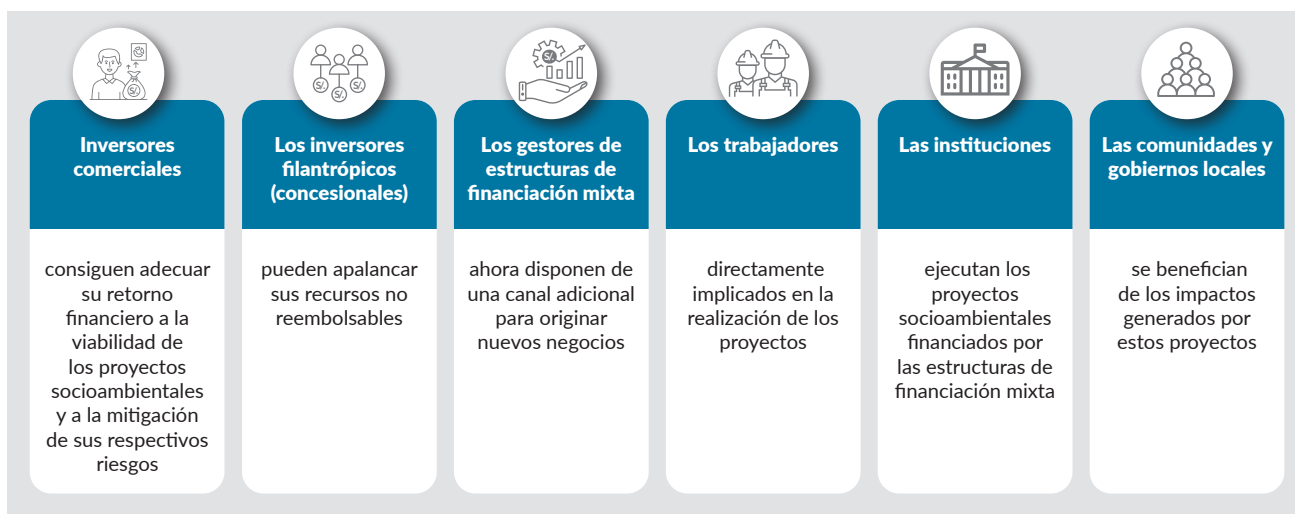 Inversores
comerciales
consiguen adecuar
su retorno
financiero a la
viabilidad de
los proyectos
socioambientales
y a la mitigación
de sus respectivos
riesgos
Los inversores
filantrópicos
(concesionales)
pueden apalancar
sus recursos no
reembolsables
Los gestores de
estructuras de
financiación mixta
ahora disponen de
una canal adicional
para originar
nuevos negocios
Los trabajadores
directamente
implicados en la
realización de los
proyectos
Las instituciones
ejecutan los
proyectos
socioambientales
financiados por
las estructuras de
financiación mixta
Las comunidades y
gobiernos locales
se benefician
de los impactos
generados por
estos proyectos